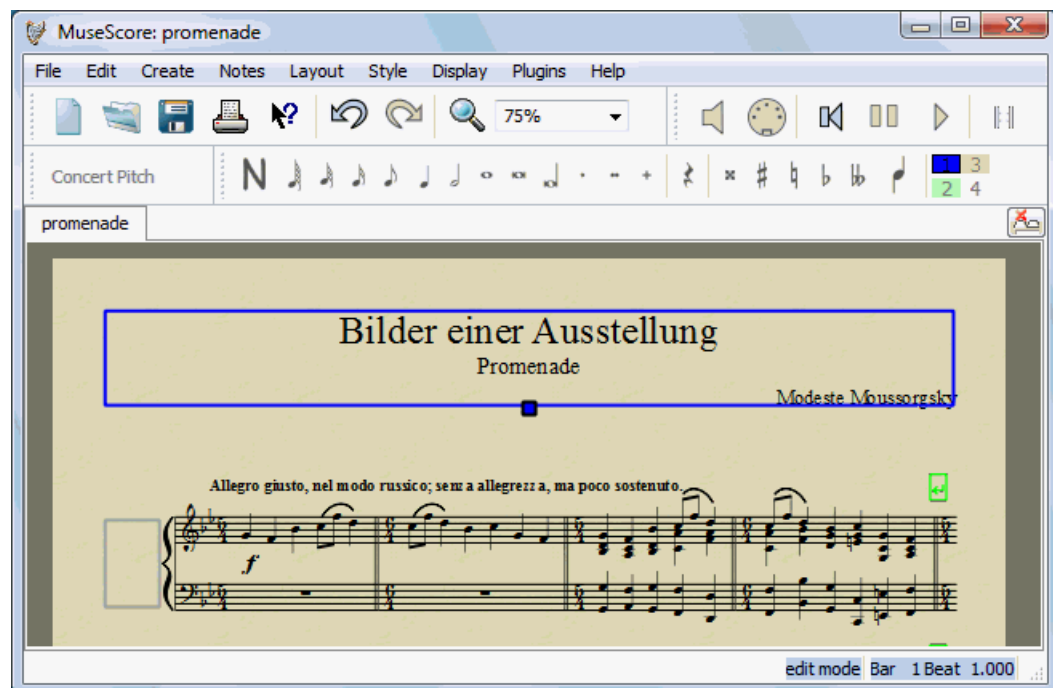 MuseScore: promenade
File Edit Create Notes Layout Style Display Plugins Help
75%
Concert Pitch
1 3
2 4
promenade
Bilder einer Ausstellung
Promenade
Modeste Moussorgsky
Allegro giusto, nel modo russico; senza allegrezza, ma poco sostenuto.
f
edit mode Bar 1 Beat 1.000